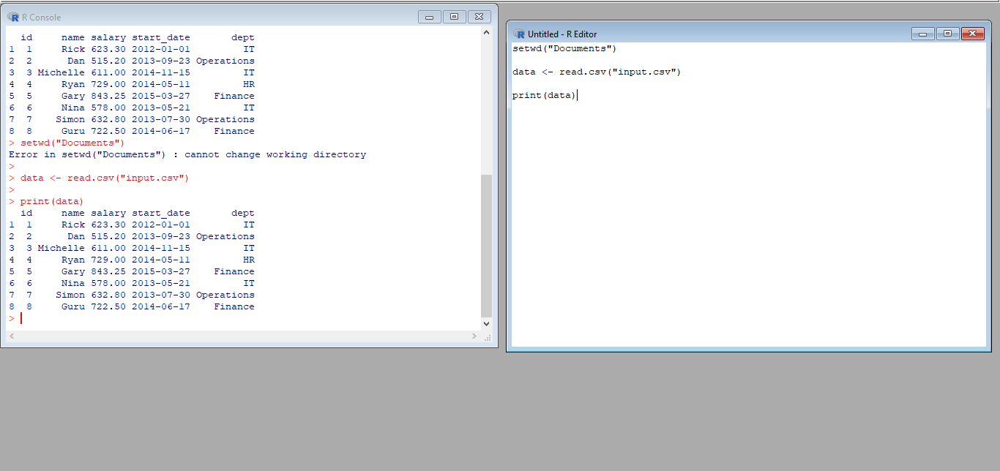 R Console
  id     name salary start_date       dept
1  1     Rick 623.30 2012-01-01         IT
2  2      Dan 515.20 2013-09-23 Operations
3  3 Michelle 611.00 2014-11-15         IT
4  4     Ryan 729.00 2014-05-11         HR
5  5     Gary 843.25 2015-03-27    Finance
6  6     Nina 578.00 2013-05-21         IT
7  7    Simon 632.80 2013-07-30 Operations
8  8     Guru 722.50 2014-06-17    Finance
> setwd("Documents")
Error in setwd("Documents") : cannot change working directory
>
> data <- read.csv("input.csv")
>
> print(data)
  id     name salary start_date       dept
1  1     Rick 623.30 2012-01-01         IT
2  2      Dan 515.20 2013-09-23 Operations
3  3 Michelle 611.00 2014-11-15         IT
4  4     Ryan 729.00 2014-05-11         HR
5  5     Gary 843.25 2015-03-27    Finance
6  6     Nina 578.00 2013-05-21         IT
7  7    Simon 632.80 2013-07-30 Operations
8  8     Guru 722.50 2014-06-17    Finance
>
Untitled - R Editor
setwd("Documents")
data <- read.csv("input.csv")
print(data)